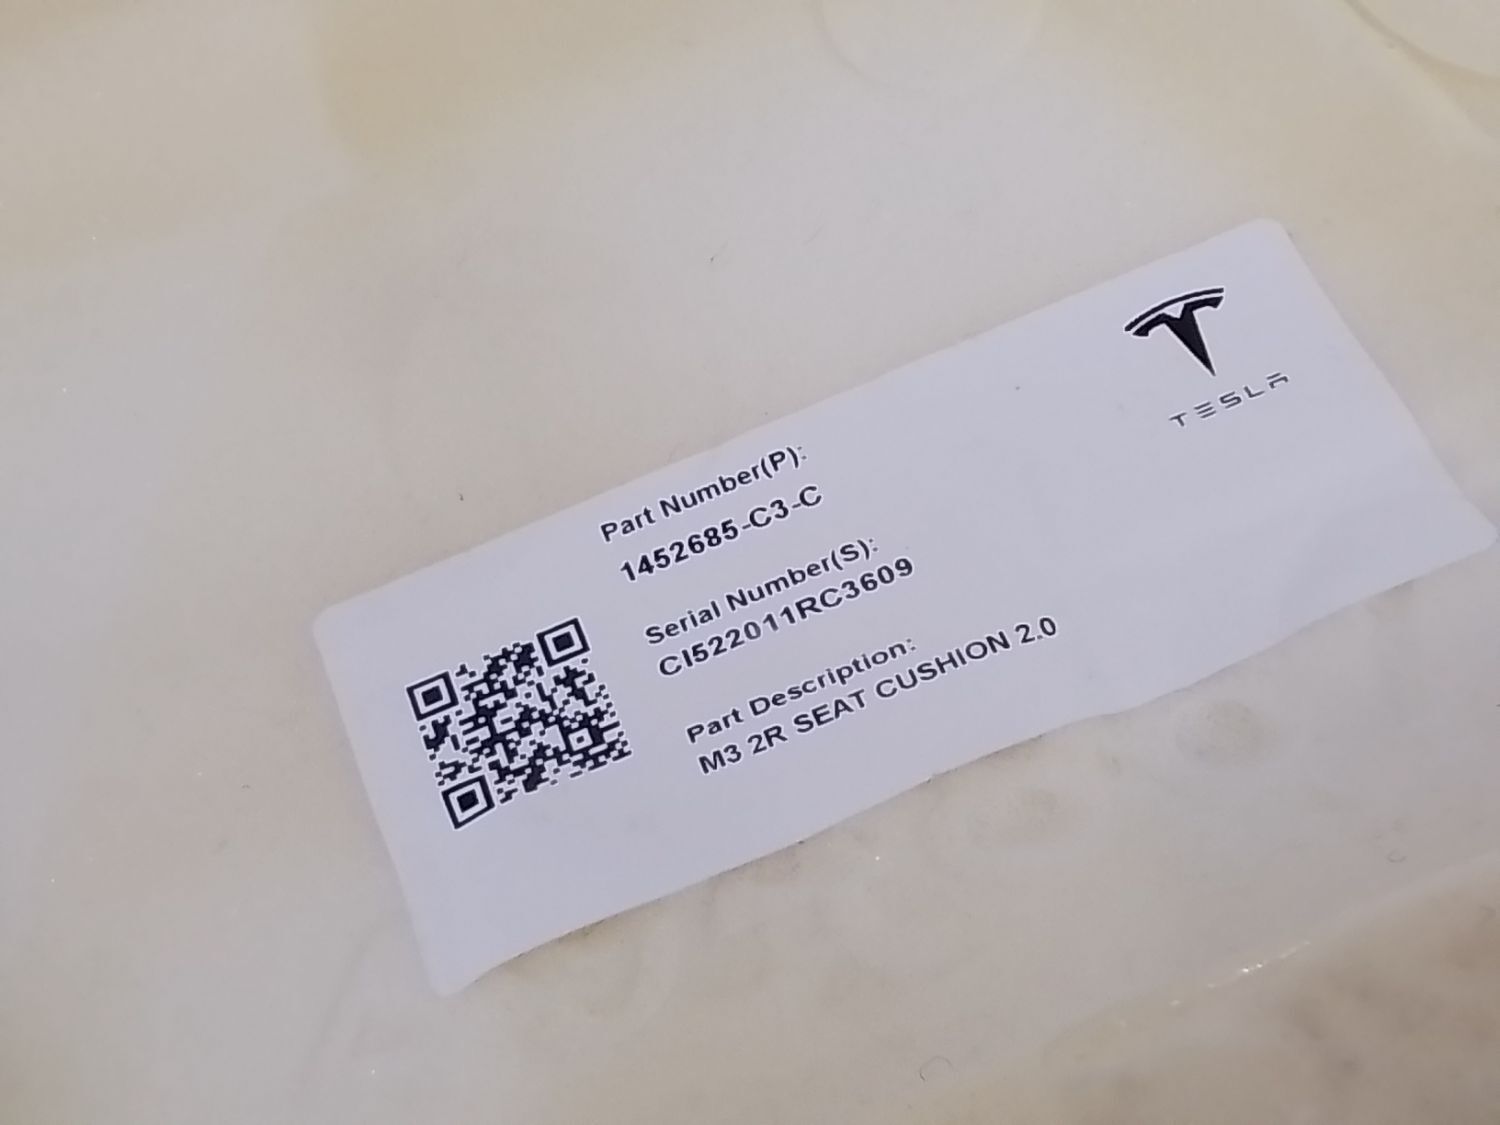 TESLA
Part Number(P):
1452685-C3-C
Serial Number(S):
CI522011RC3609
Part Description:
M3 2R SEAT CUSHION 2.0